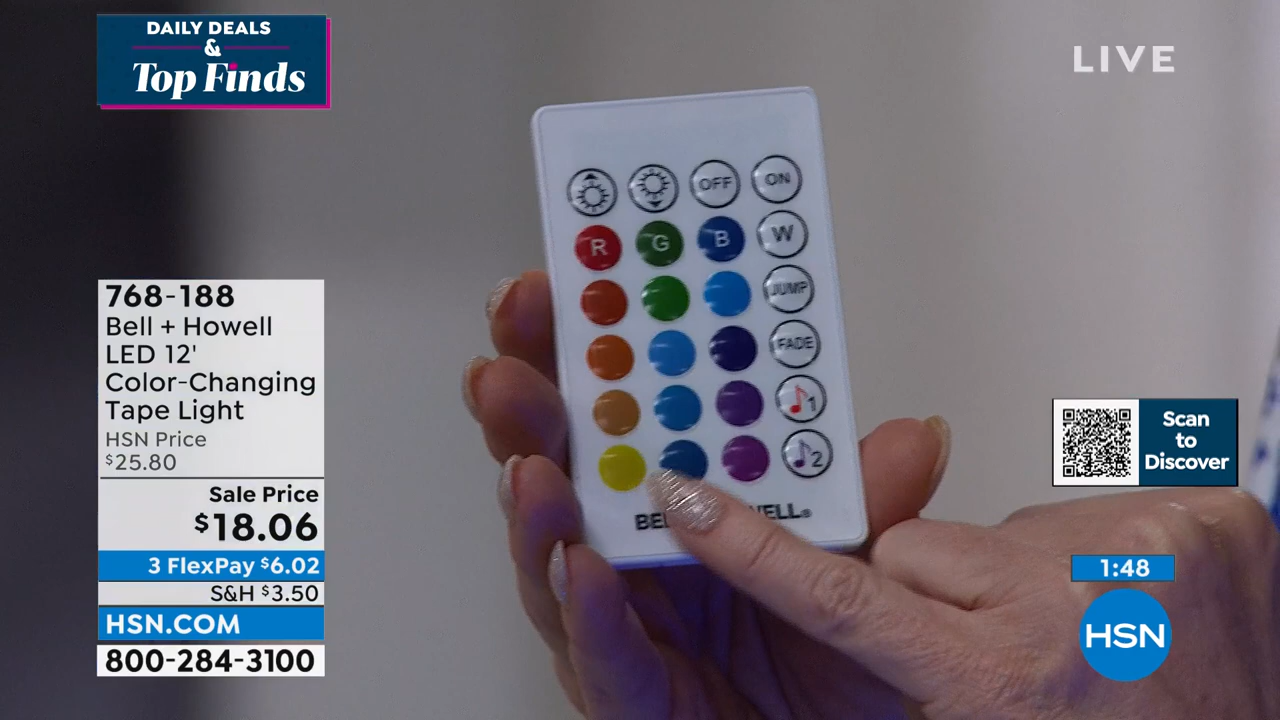 DAILY DEALS
&
Top Finds
LIVE
OFF ON
R G B W
JUMP
FADE
1
2
768-188
Bell + Howell
LED 12'
Color-Changing
Tape Light
HSN Price
$25.80
Sale Price
$18.06
3 FlexPay $6.02
S&H $3.50
HSN.COM
800-284-3100
Scan
to
Discover
1:48
HSN